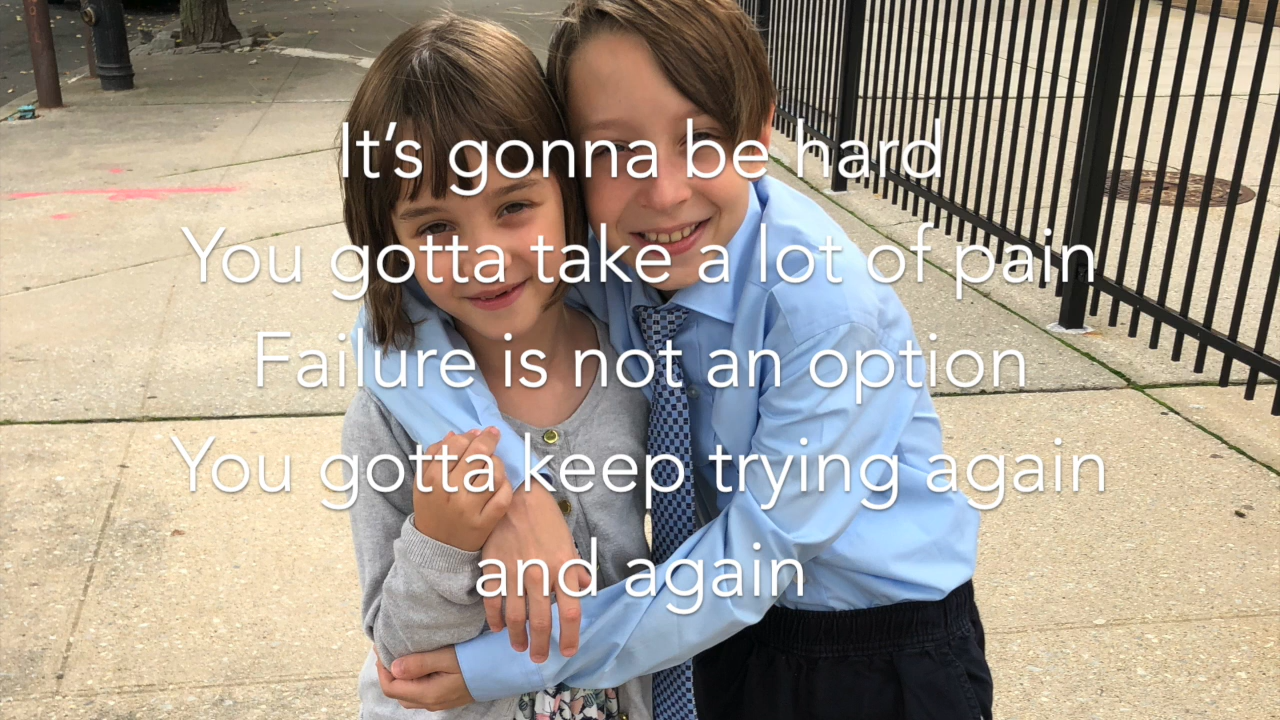 It’s gonna be hard
You gotta take a lot of pain
Failure is not an option
You gotta keep trying again
and again